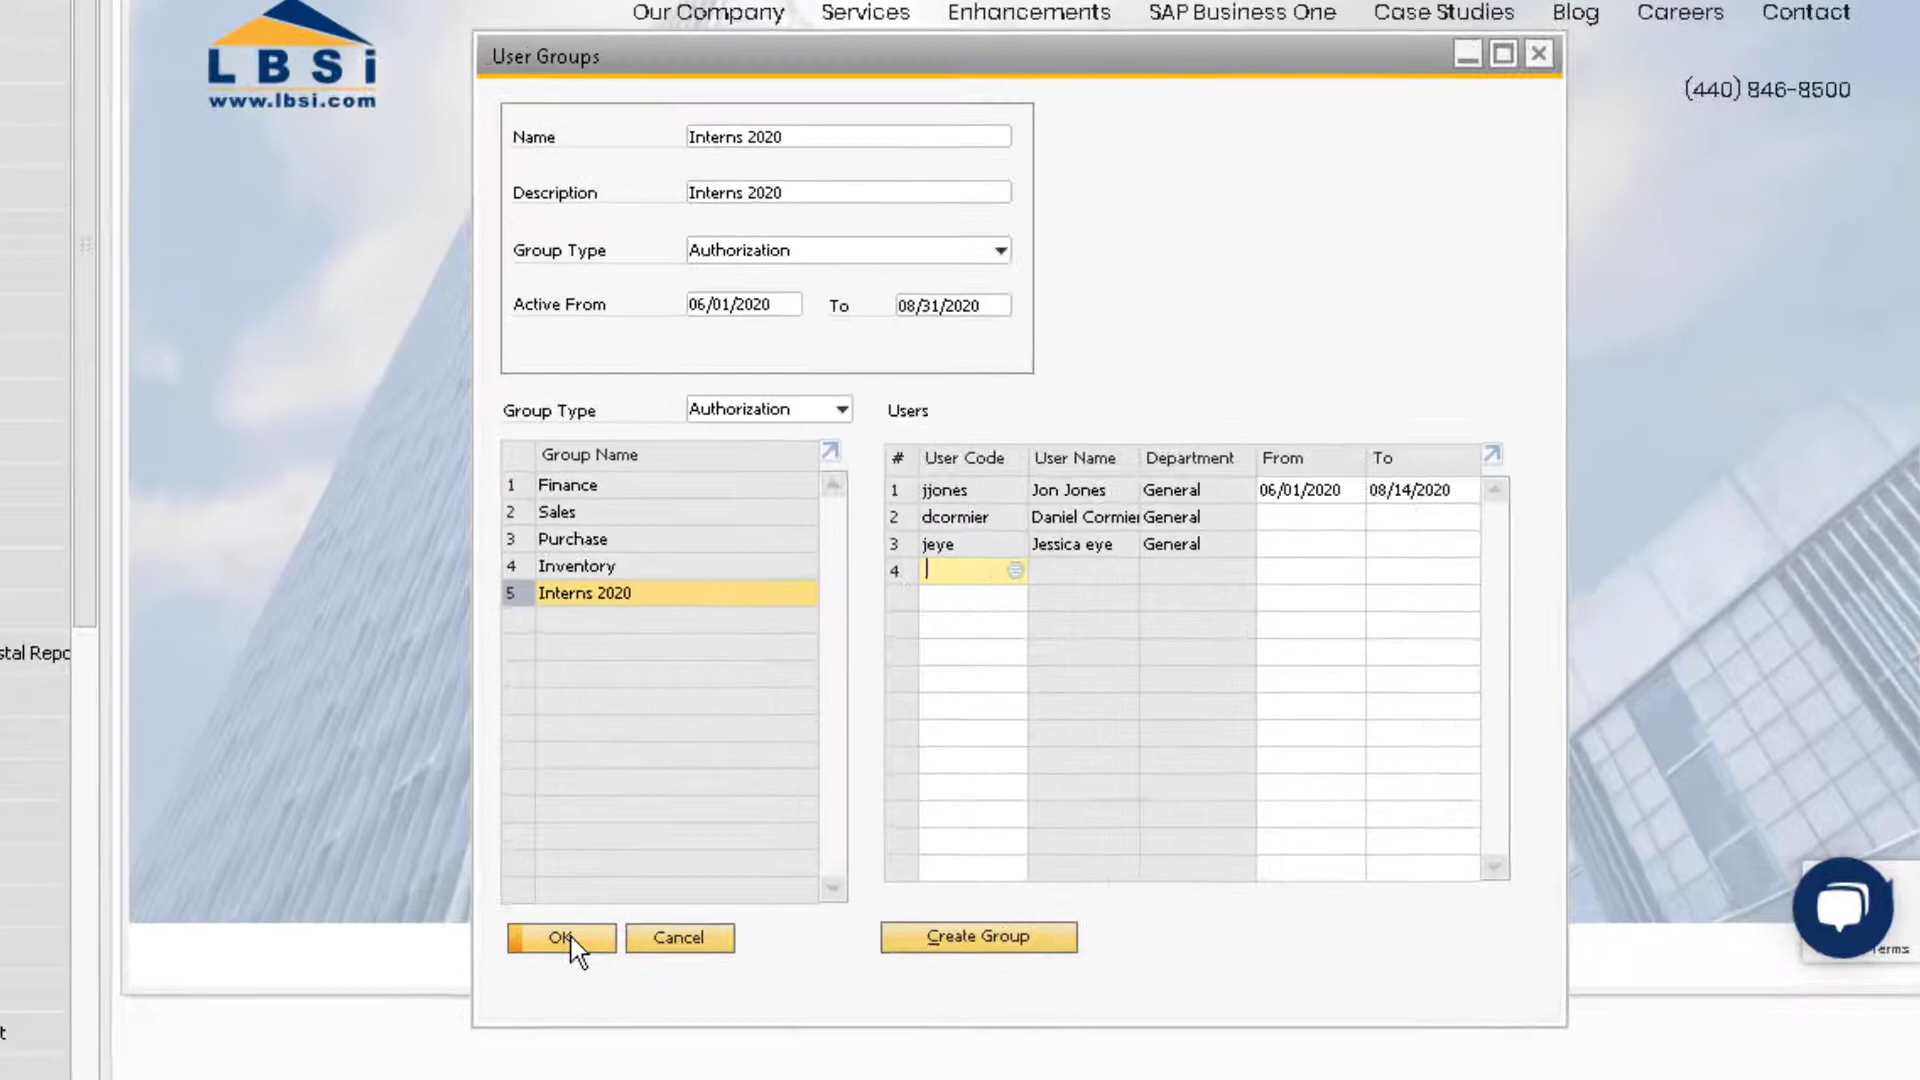 Our Company Services Enhancements SAP Business One Case Studies Blog Careers Contact
LBSi
www.lbsi.com
(440) 846-8500
User Groups
Name Interns 2020
Description Interns 2020
Group Type Authorization
Active From 06/01/2020 To 08/31/2020
Group Type Authorization
Group Name
1 Finance
2 Sales
3 Purchase
4 Inventory
5 Interns 2020
Users
# User Code User Name Department From To
1 jjones Jon Jones General 06/01/2020 08/14/2020
2 dcormier Daniel Cormier General
3 jeye Jessica eye General
4
OK Cancel Create Group
stal Repo
t